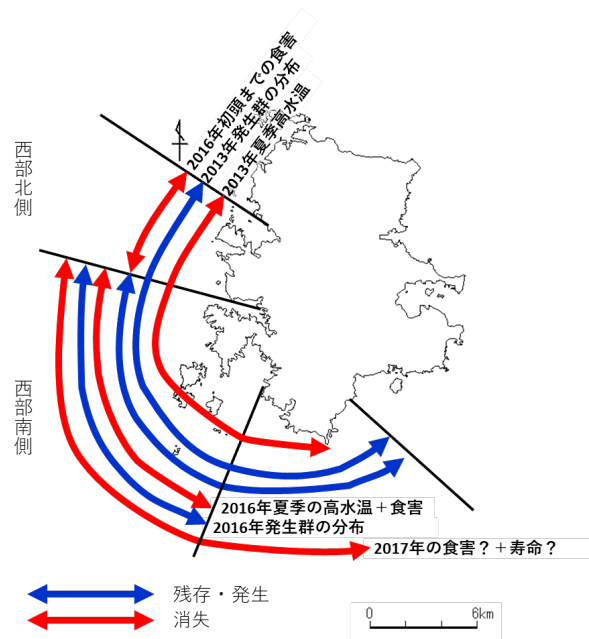 2016年初頭までの食害
2013年発生群の分布
2013年夏季高水温
西部北側
西部南側
2016年夏季の高水温＋食害
2016年発生群の分布
2017年の食害？＋寿命？
残存・発生
消失
0
6km